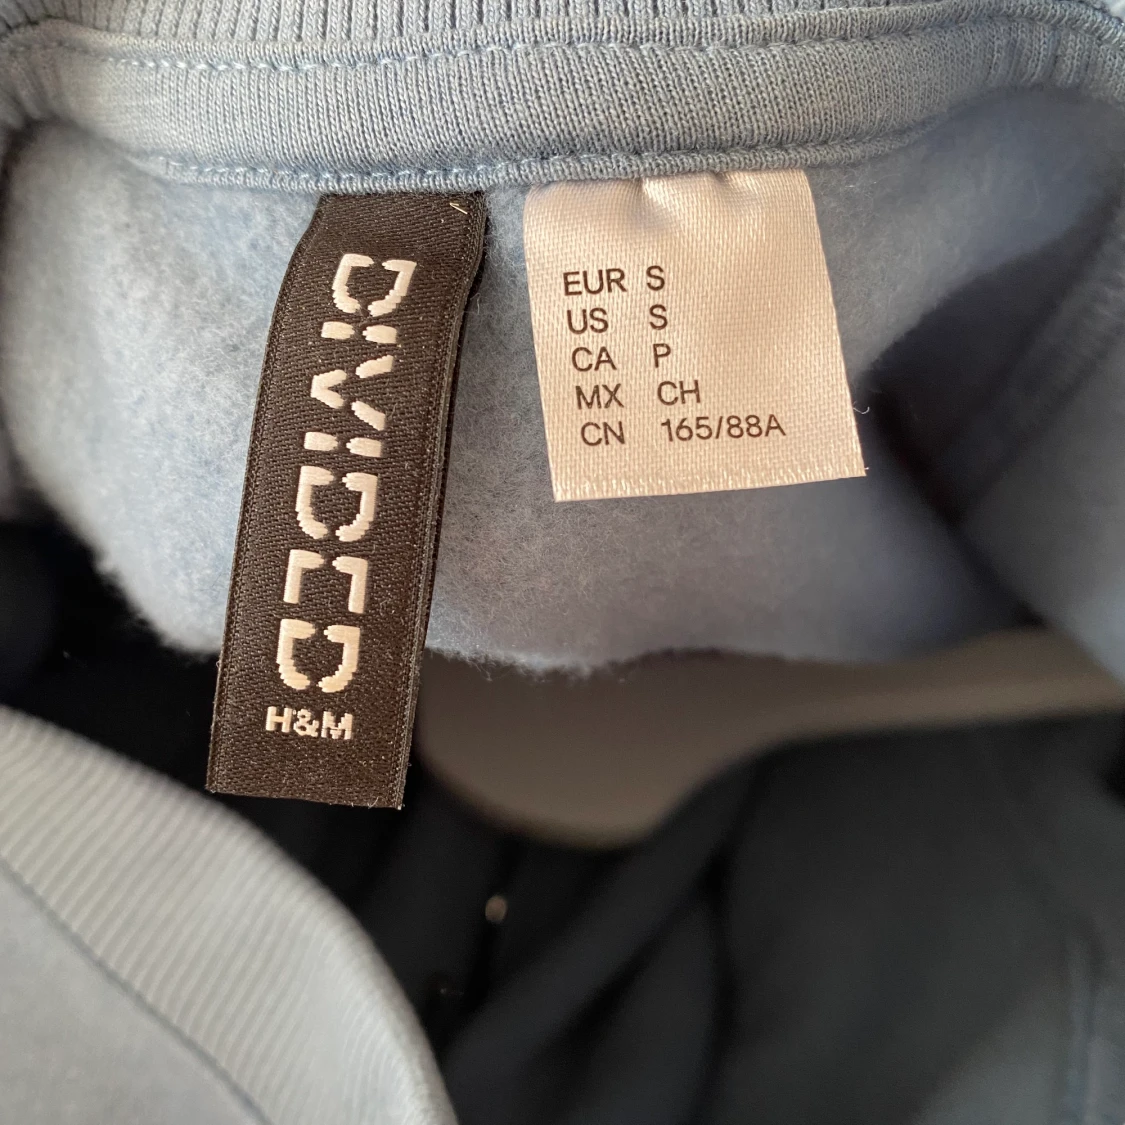 DIVIDED
H&M
EUR S
US S
CA P
MX CH
CN 165/88A